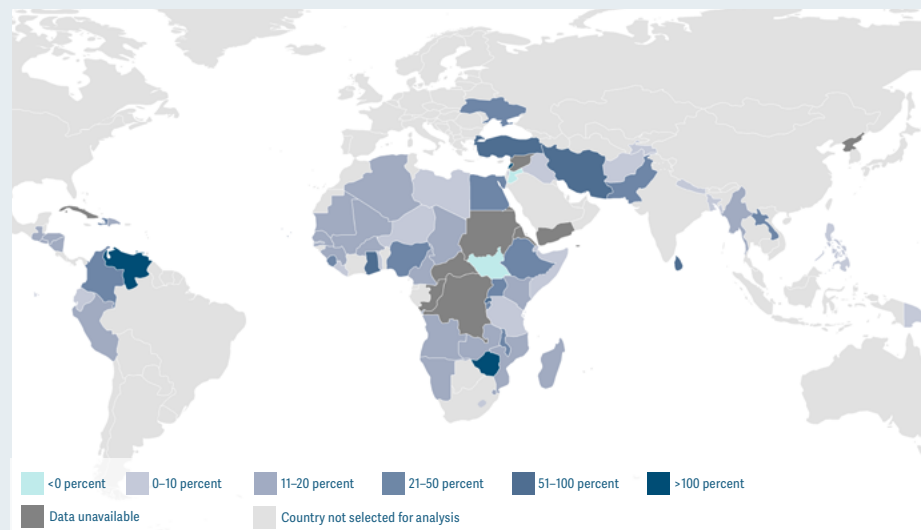 <0 percent 0–10 percent 11–20 percent 21–50 percent 51–100 percent >100 percent
Data unavailable Country not selected for analysis